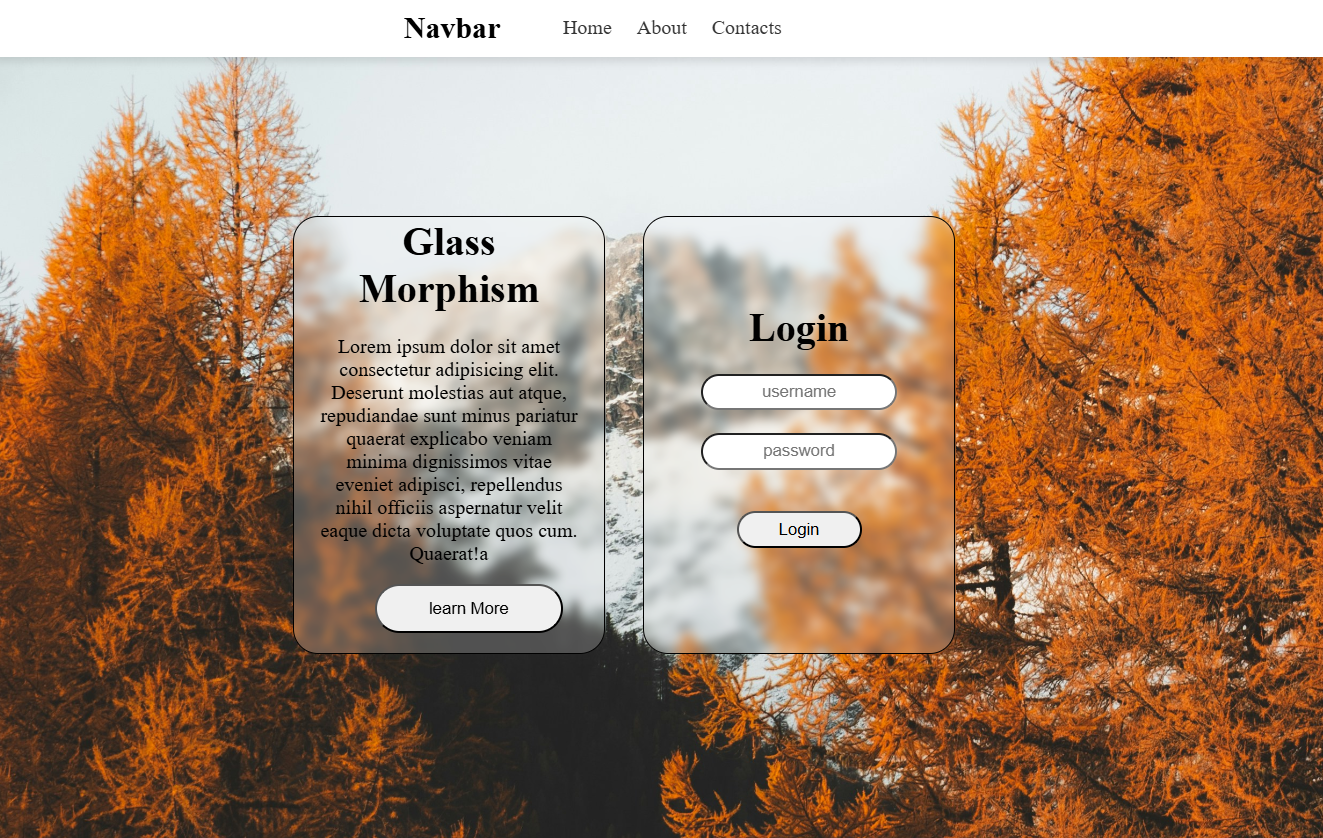 Navbar
Home
About
Contacts
Glass
Morphism
Lorem ipsum dolor sit amet
consectetur adipisicing elit.
Deserunt molestias aut atque,
repudiandae sunt minus pariatur
quaerat explicabo veniam
minima dignissimos vitae
eveniet adipisci, repellendus
nihil officiis aspernatur velit
eaque dicta voluptate quos cum.
Quaerat!a
learn More
Login
username
password
Login